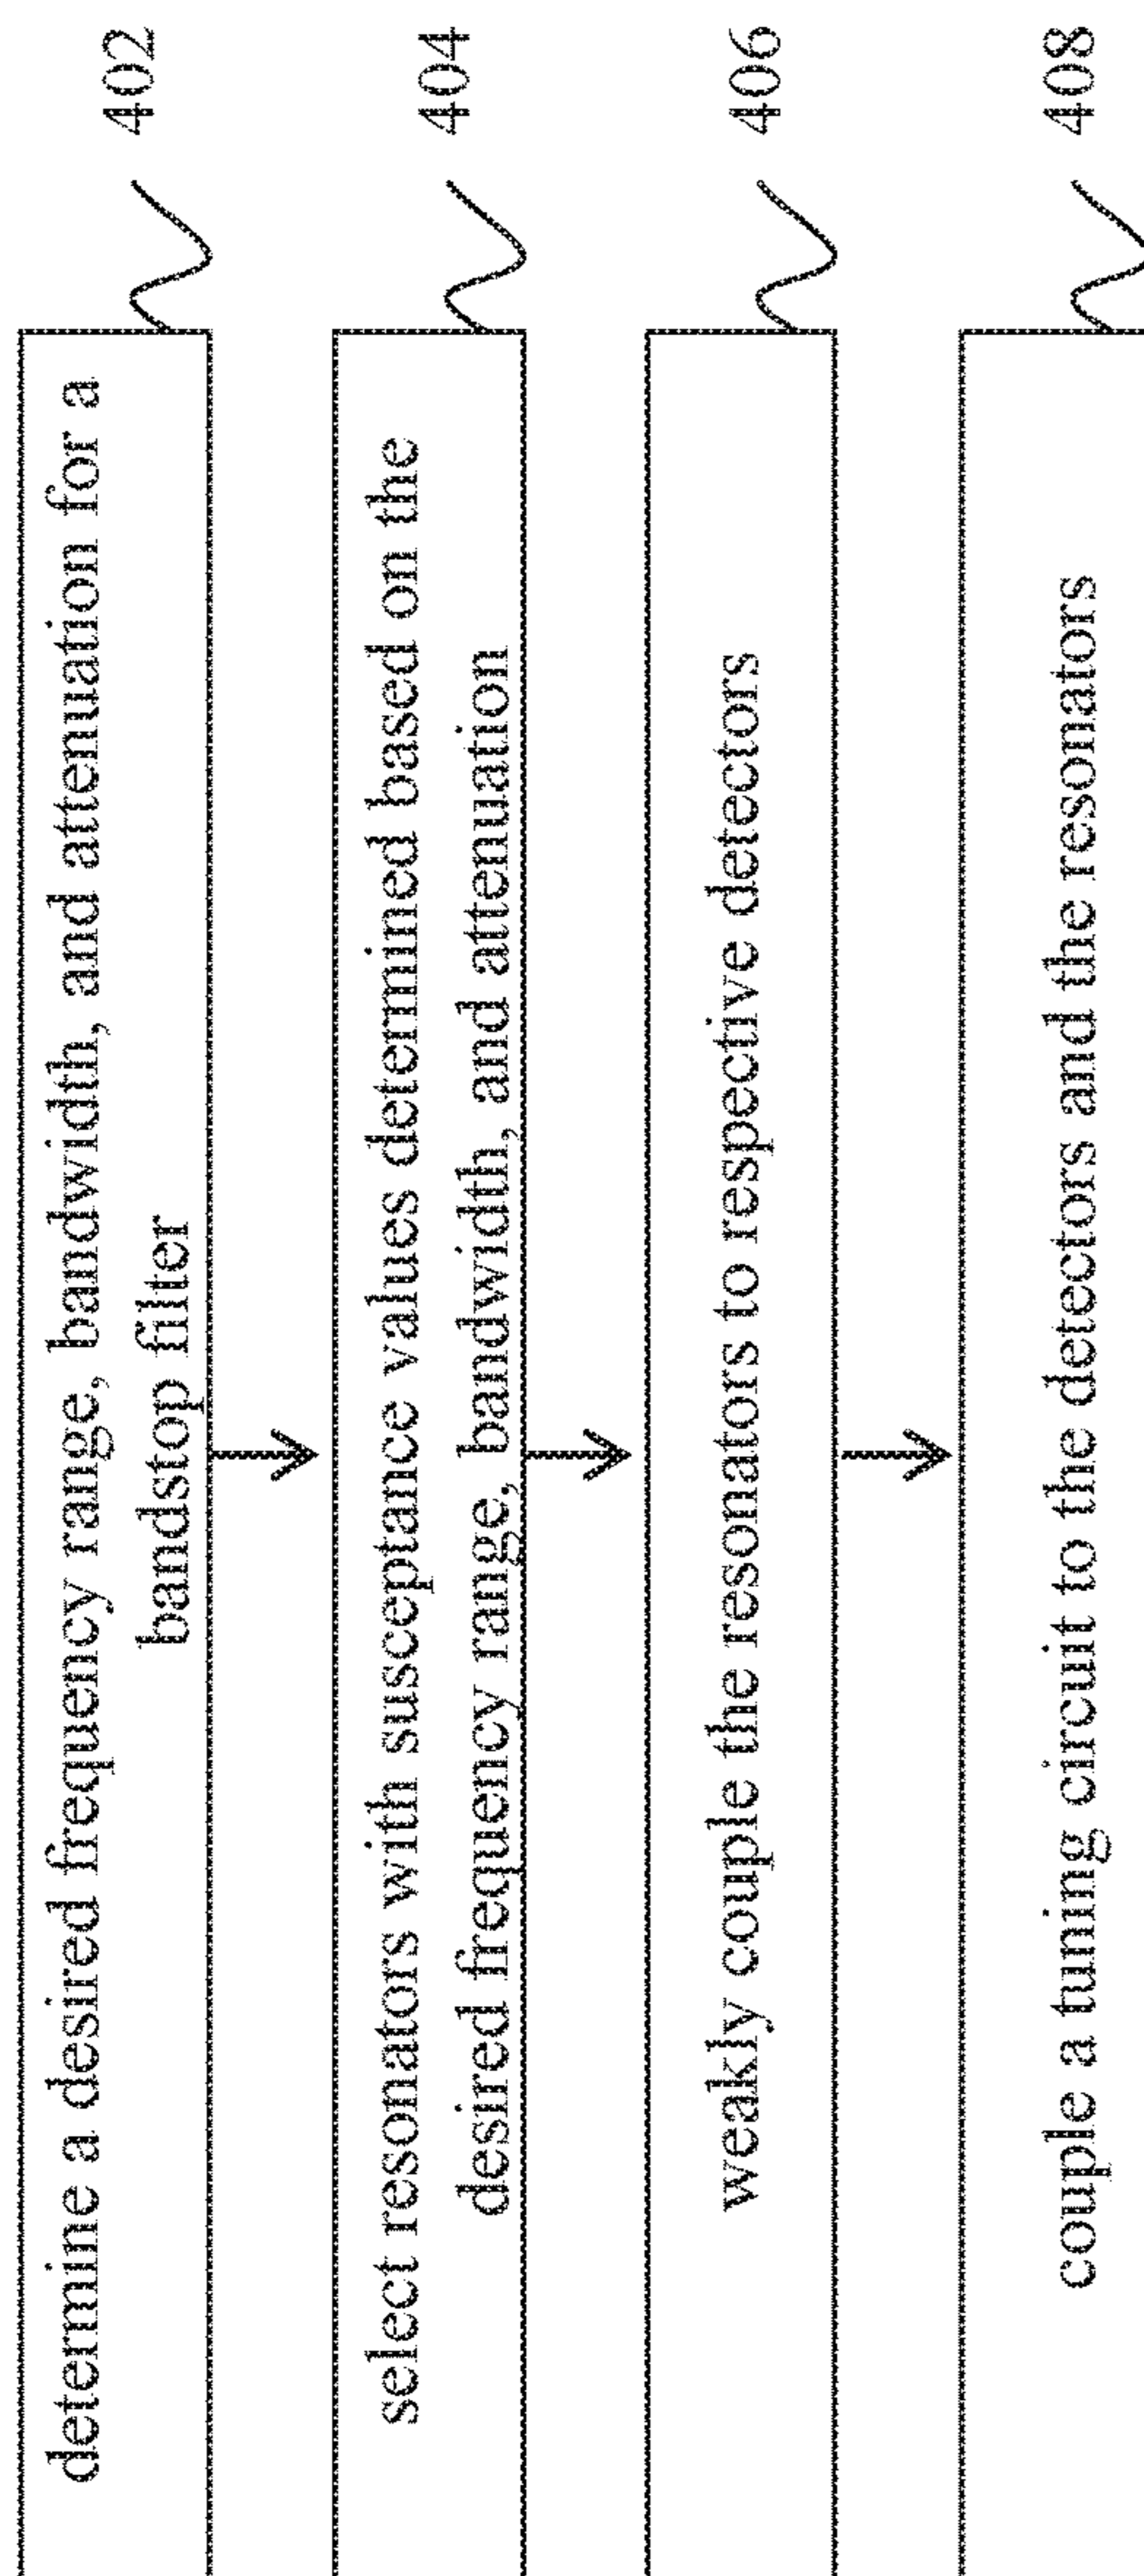 402
determine a desired frequency range, bandwidth, and attenuation for a
bandstop filter
404
select resonators with susceptance values determined based on the
desired frequency range, bandwidth, and attenuation
406
weakly couple the resonators to respective detectors
408
couple a tuning circuit to the detectors and the resonators